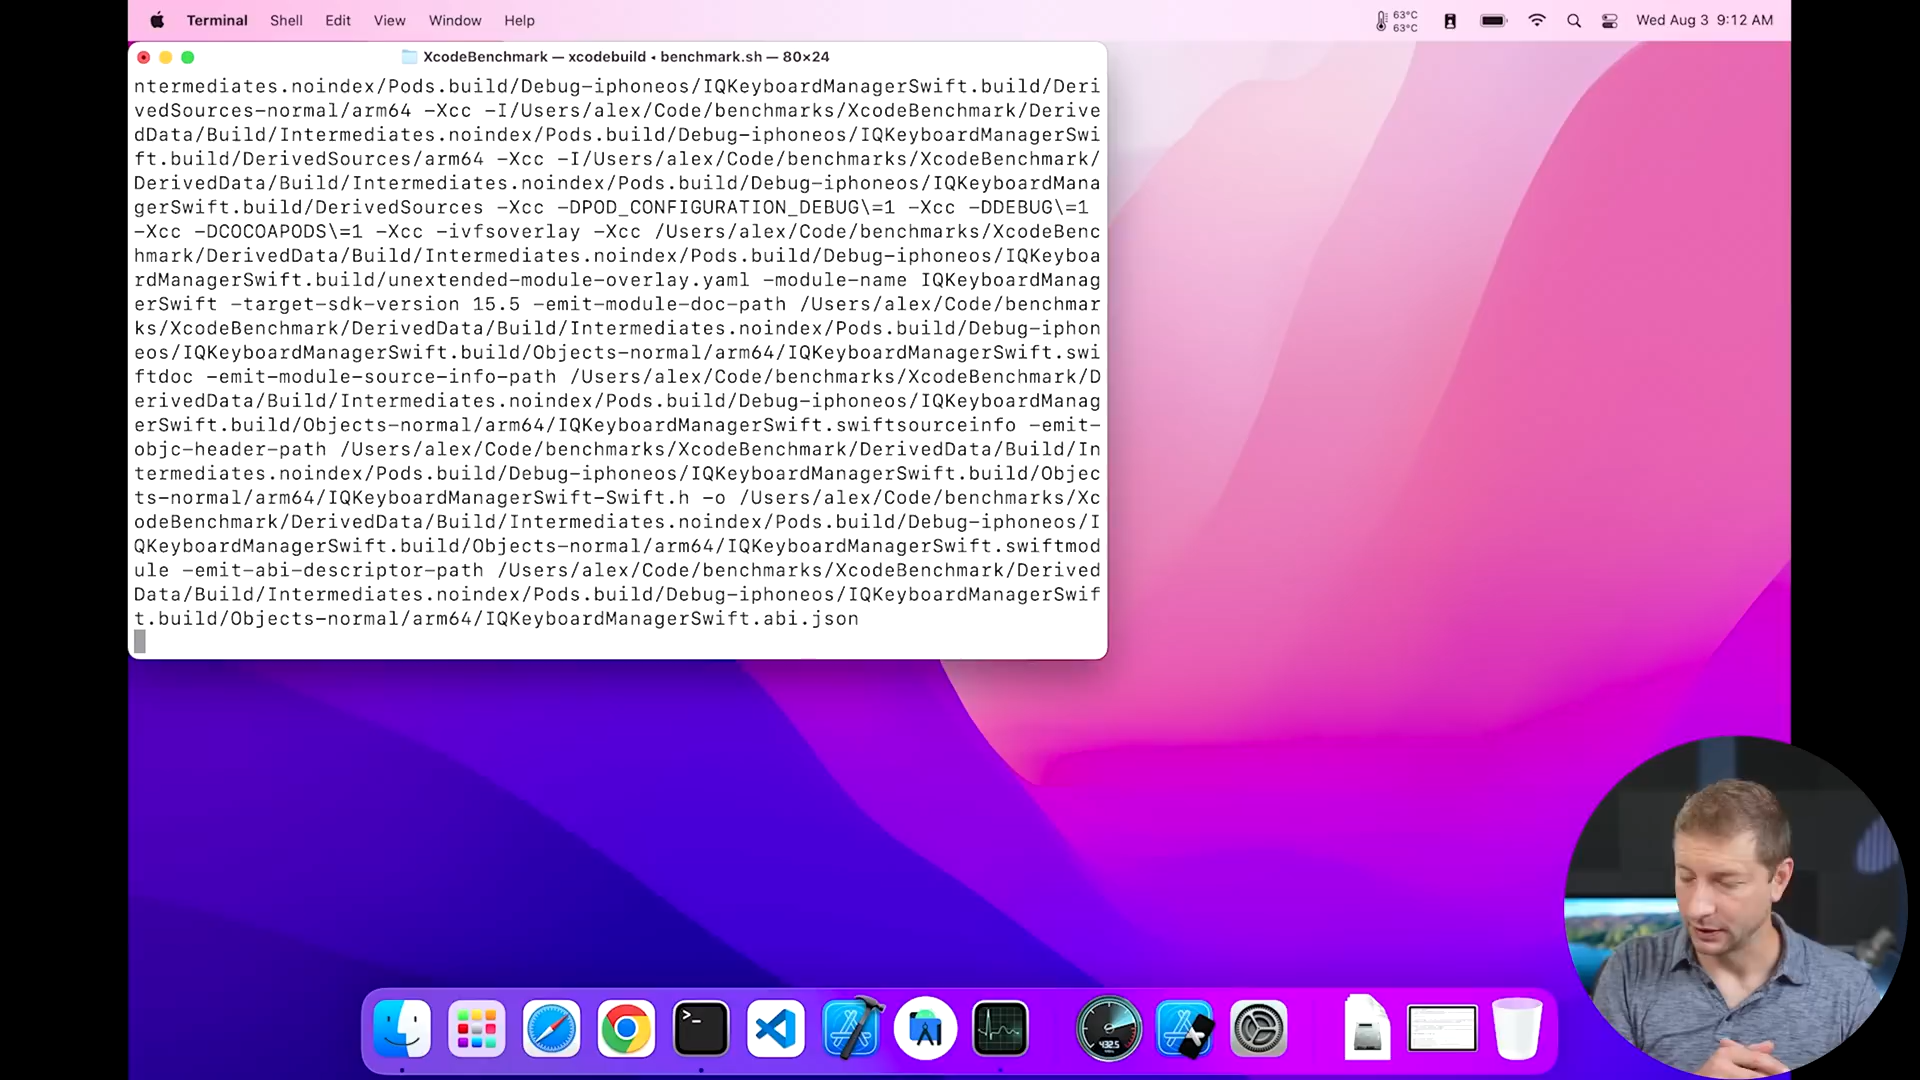 Terminal Shell Edit View Window Help
63°C
63°C
Wed Aug 3 9:12 AM
XcodeBenchmark — xcodebuild ◂ benchmark.sh — 80×24
ntermediates.noindex/Pods.build/Debug-iphoneos/IQKeyboardManagerSwift.build/Deri
vedSources-normal/arm64 -Xcc -I/Users/alex/Code/benchmarks/XcodeBenchmark/Derive
dData/Build/Intermediates.noindex/Pods.build/Debug-iphoneos/IQKeyboardManagerSwi
ft.build/DerivedSources/arm64 -Xcc -I/Users/alex/Code/benchmarks/XcodeBenchmark/
DerivedData/Build/Intermediates.noindex/Pods.build/Debug-iphoneos/IQKeyboardMana
gerSwift.build/DerivedSources -Xcc -DPOD_CONFIGURATION_DEBUG\=1 -Xcc -DDEBUG\=1
-Xcc -DCOCOAPODS\=1 -Xcc -ivfsoverlay -Xcc /Users/alex/Code/benchmarks/XcodeBenc
hmark/DerivedData/Build/Intermediates.noindex/Pods.build/Debug-iphoneos/IQKeyboa
rdManagerSwift.build/unextended-module-overlay.yaml -module-name IQKeyboardManag
erSwift -target-sdk-version 15.5 -emit-module-doc-path /Users/alex/Code/benchmar
ks/XcodeBenchmark/DerivedData/Build/Intermediates.noindex/Pods.build/Debug-iphon
eos/IQKeyboardManagerSwift.build/Objects-normal/arm64/IQKeyboardManagerSwift.swi
ftdoc -emit-module-source-info-path /Users/alex/Code/benchmarks/XcodeBenchmark/D
erivedData/Build/Intermediates.noindex/Pods.build/Debug-iphoneos/IQKeyboardManag
erSwift.build/Objects-normal/arm64/IQKeyboardManagerSwift.swiftsourceinfo -emit-
objc-header-path /Users/alex/Code/benchmarks/XcodeBenchmark/DerivedData/Build/In
termediates.noindex/Pods.build/Debug-iphoneos/IQKeyboardManagerSwift.build/Objec
ts-normal/arm64/IQKeyboardManagerSwift-Swift.h -o /Users/alex/Code/benchmarks/Xc
odeBenchmark/DerivedData/Build/Intermediates.noindex/Pods.build/Debug-iphoneos/I
QKeyboardManagerSwift.build/Objects-normal/arm64/IQKeyboardManagerSwift.swiftmod
ule -emit-abi-descriptor-path /Users/alex/Code/benchmarks/XcodeBenchmark/Derived
Data/Build/Intermediates.noindex/Pods.build/Debug-iphoneos/IQKeyboardManagerSwif
t.build/Objects-normal/arm64/IQKeyboardManagerSwift.abi.json
>_
432.5